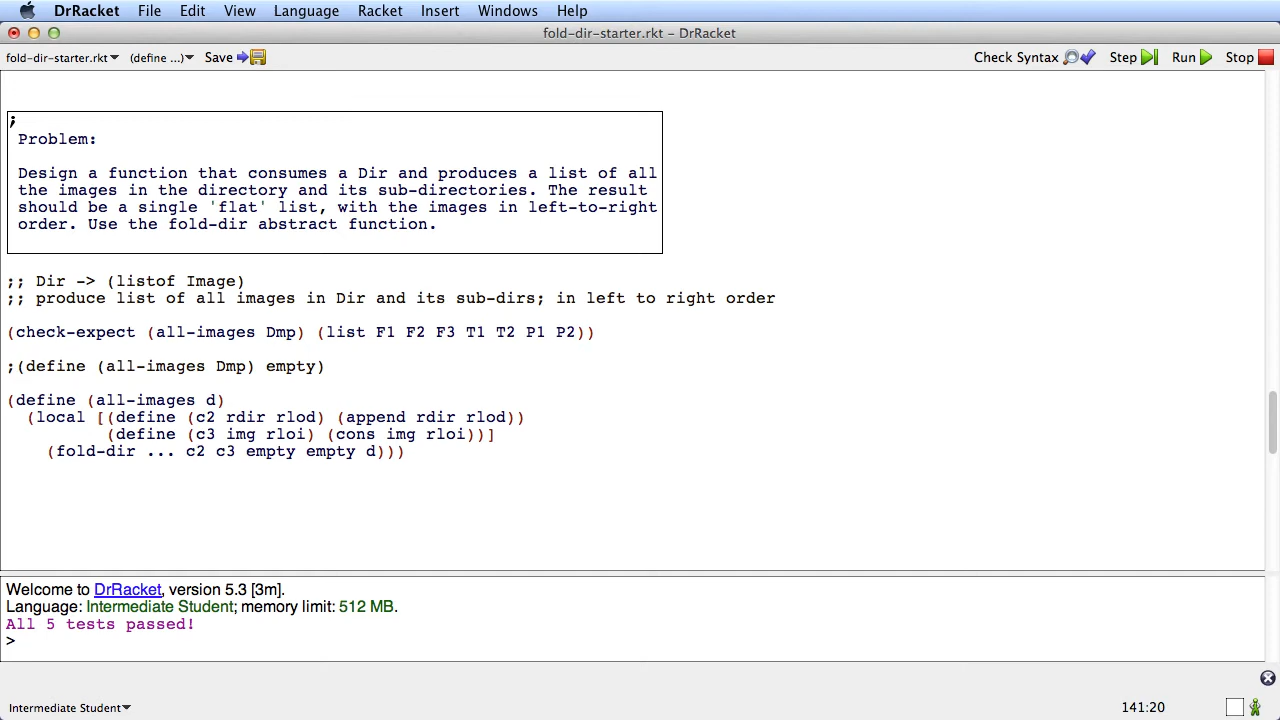 DrRacket File Edit View Language Racket Insert Windows Help
fold-dir-starter.rkt – DrRacket
fold-dir-starter.rkt (define ...) Save Check Syntax Step Run Stop
;
Problem:
Design a function that consumes a Dir and produces a list of all
the images in the directory and its sub-directories. The result
should be a single 'flat' list, with the images in left-to-right
order. Use the fold-dir abstract function.
;; Dir -> (listof Image)
;; produce list of all images in Dir and its sub-dirs; in left to right order
(check-expect (all-images Dmp) (list F1 F2 F3 T1 T2 P1 P2))
;(define (all-images Dmp) empty)
(define (all-images d)
(local [(define (c2 rdir rlod) (append rdir rlod))
(define (c3 img rloi) (cons img rloi))]
(fold-dir ... c2 c3 empty empty d)))
Welcome to DrRacket, version 5.3 [3m].
Language: Intermediate Student; memory limit: 512 MB.
All 5 tests passed!
>
Intermediate Student 141:20